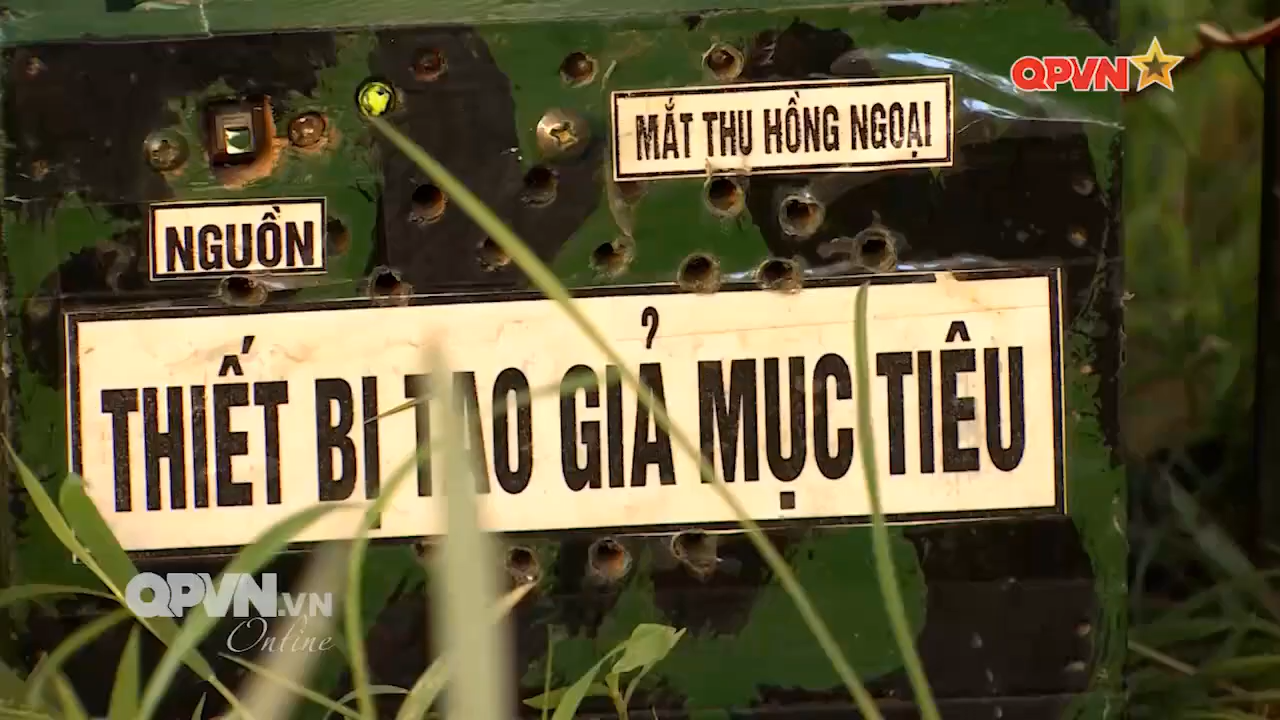 QPVN
MẮT THU HỒNG NGOẠI
NGUỒN
THIẾT BỊ TẠO GIẢ MỤC TIÊU
QPVN.VN
Online